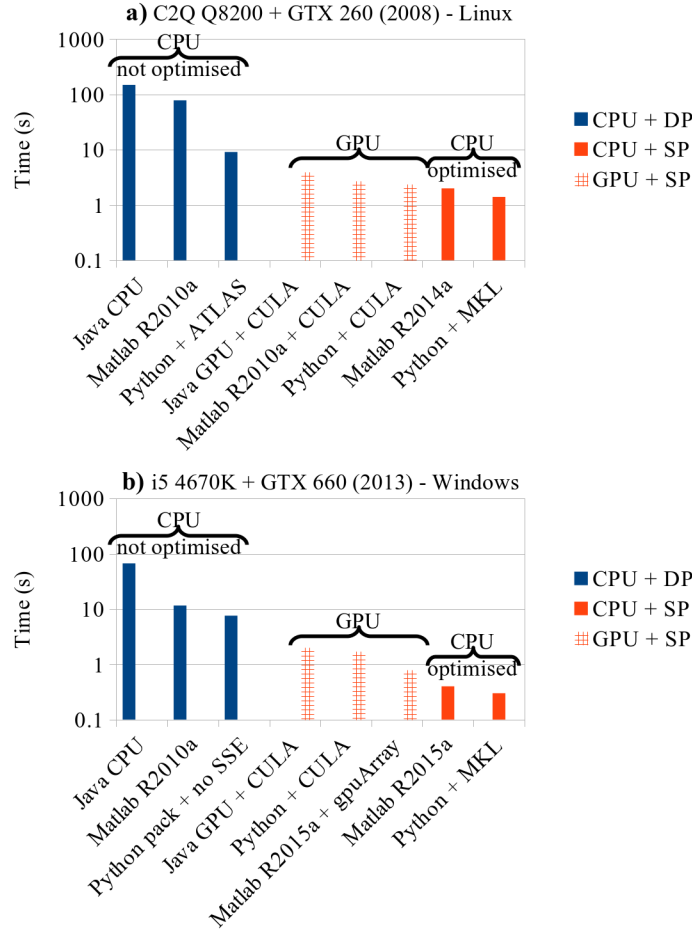 a) C2Q Q8200 + GTX 260 (2008) - Linux
1000
100
10
1
0.1
Time (s)
CPU
not optimised
GPU
CPU
optimised
CPU + DP
CPU + SP
GPU + SP
Java CPU
Matlab R2010a
Python + ATLAS
Java GPU + CULA
Matlab R2010a + CULA
Python + CULA
Matlab R2014a
Python + MKL
b) i5 4670K + GTX 660 (2013) - Windows
1000
100
10
1
0.1
Time (s)
CPU
not optimised
GPU
CPU
optimised
CPU + DP
CPU + SP
GPU + SP
Java CPU
Matlab R2010a
Python pack + no SSE
Java GPU + CULA
Python + CULA
Matlab R2015a + gpuArray
Matlab R2015a
Python + MKL